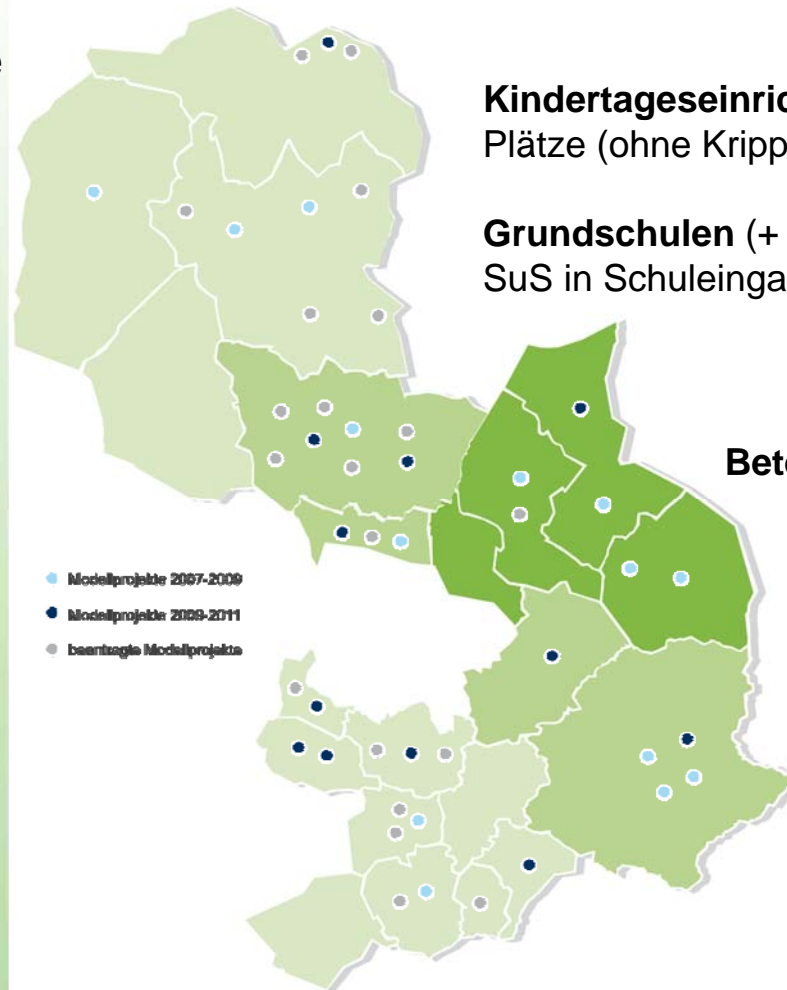 e
Kindertageseinric
Plätze (ohne Kripp
Grundschulen (+
SuS in Schuleinga
Bete
Modellprojekte 2007-2009
Modellprojekte 2009-2011
beantragte Modellprojekte